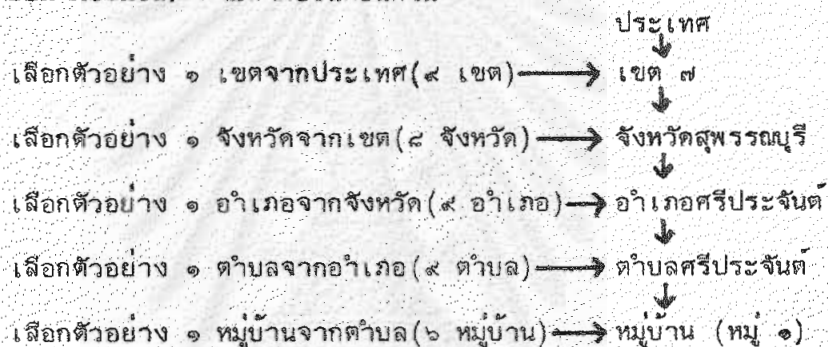 ประเทศ
เลือกตัวอย่าง ๑ เขตจากประเทศ(๙ เขต) → เขต ๗
เลือกตัวอย่าง ๑ จังหวัดจากเขต(๘ จังหวัด) → จังหวัดสุพรรณบุรี
เลือกตัวอย่าง ๑ อำเภอจากจังหวัด(๙ อำเภอ) → อำเภอศรีประจันต์
เลือกตัวอย่าง ๑ ตำบลจากอำเภอ(๙ ตำบล) → ตำบลศรีประจันต์
เลือกตัวอย่าง ๑ หมู่บ้านจากตำบล(๖ หมู่บ้าน) → หมู่บ้าน (หมู่ ๑)